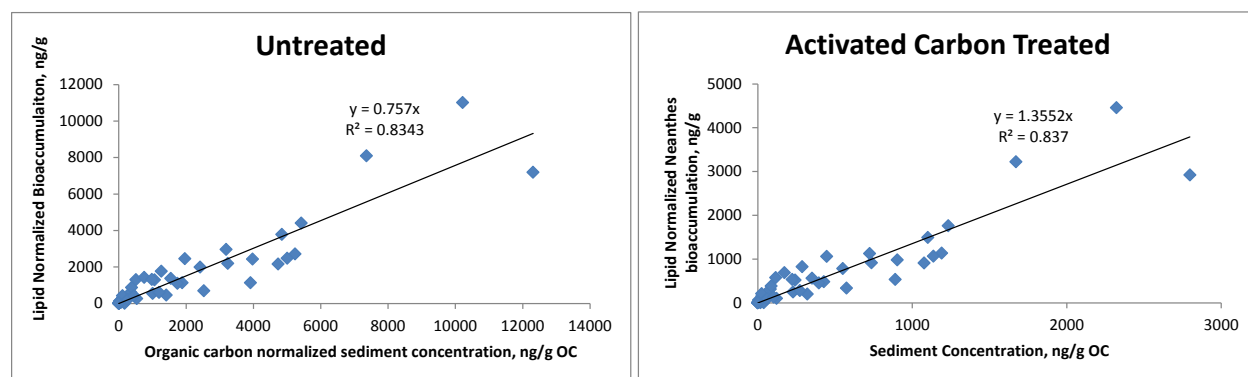 Untreated
Lipid Normalized Bioaccumulaiton, ng/g
12000
10000
8000
6000
4000
2000
0
y = 0.757x
R² = 0.8343
0 2000 4000 6000 8000 10000 12000 14000
Organic carbon normalized sediment concentration, ng/g OC
Activated Carbon Treated
Lipid Normalized Neanthes
bioaccumulation, ng/g
5000
4000
3000
2000
1000
0
y = 1.3552x
R² = 0.837
0 1000 2000 3000
Sediment Concentration, ng/g OC